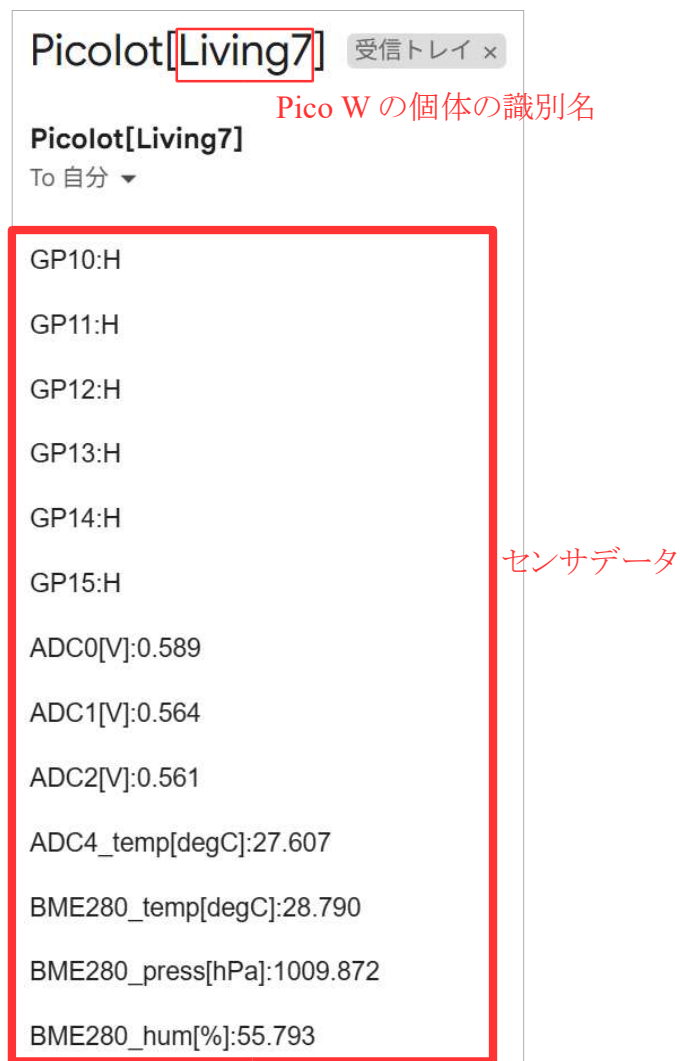 PicoIot[Living7] 受信トレイ ×
Pico W の個体の識別名
PicoIot[Living7]
To 自分
GP10:H
GP11:H
GP12:H
GP13:H
GP14:H
GP15:H
センサデータ
ADC0[V]:0.589
ADC1[V]:0.564
ADC2[V]:0.561
ADC4_temp[degC]:27.607
BME280_temp[degC]:28.790
BME280_press[hPa]:1009.872
BME280_hum[%]:55.793